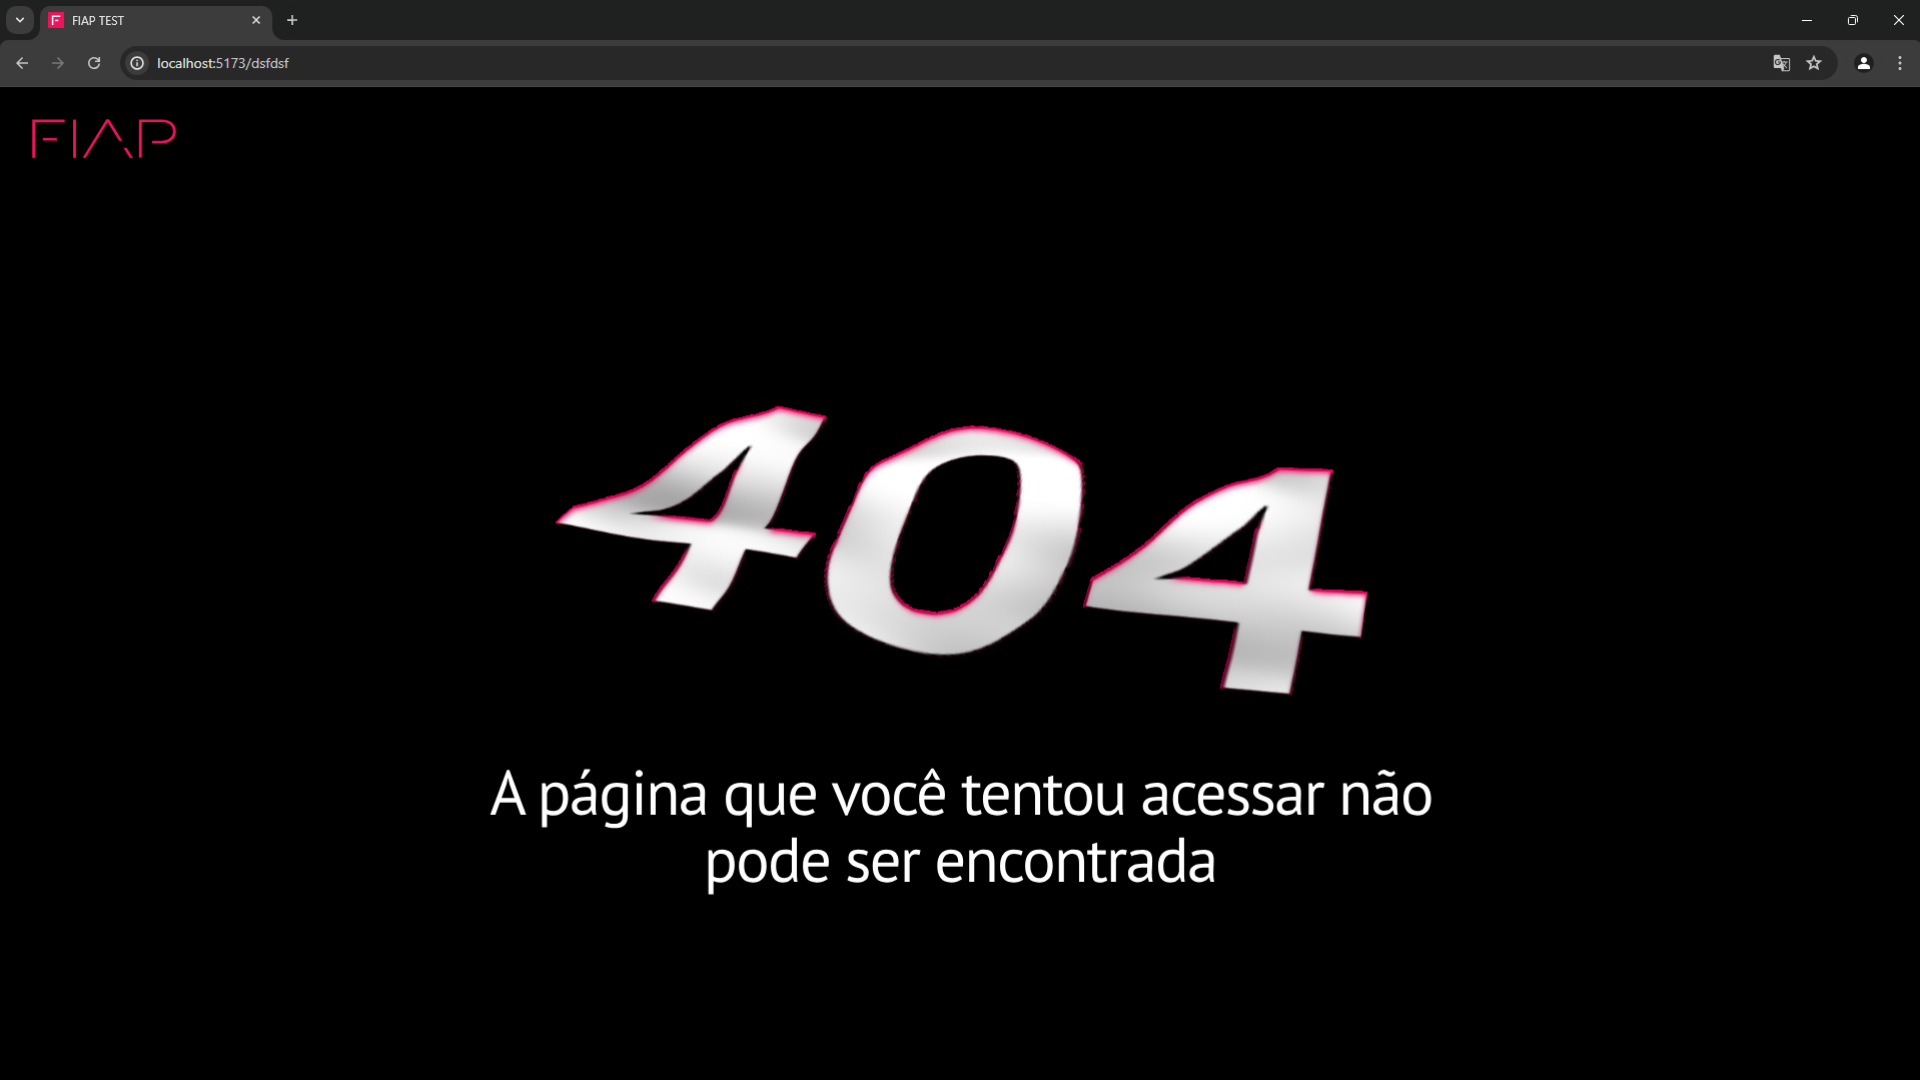 FIAP TEST
localhost:5173/dsfdsf
FIAP
404
A página que você tentou acessar não
pode ser encontrada